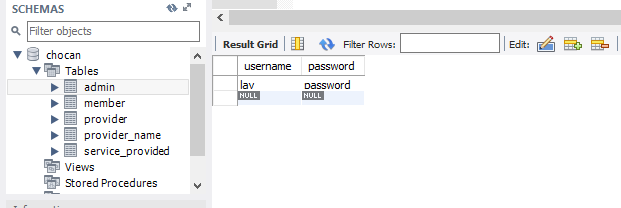 SCHEMAS
Filter objects
chocan
Tables
admin
member
provider
provider_name
service_provided
Views
Stored Procedures
Result Grid Filter Rows: Edit:
username password
lav password
NULL NULL